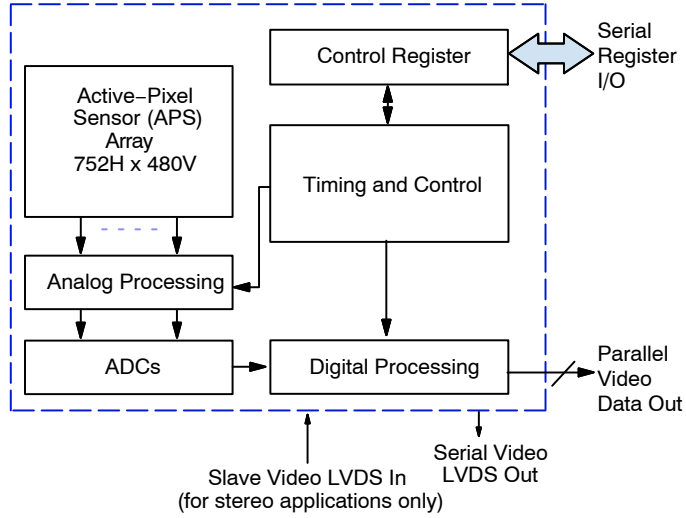 Control Register
Serial
Register
I/O
Active−Pixel
Sensor (APS)
Array
752H x 480V
Timing and Control
Analog Processing
ADCs
Digital Processing
Parallel
Video
Data Out
Serial Video
LVDS Out
Slave Video LVDS In
(for stereo applications only)